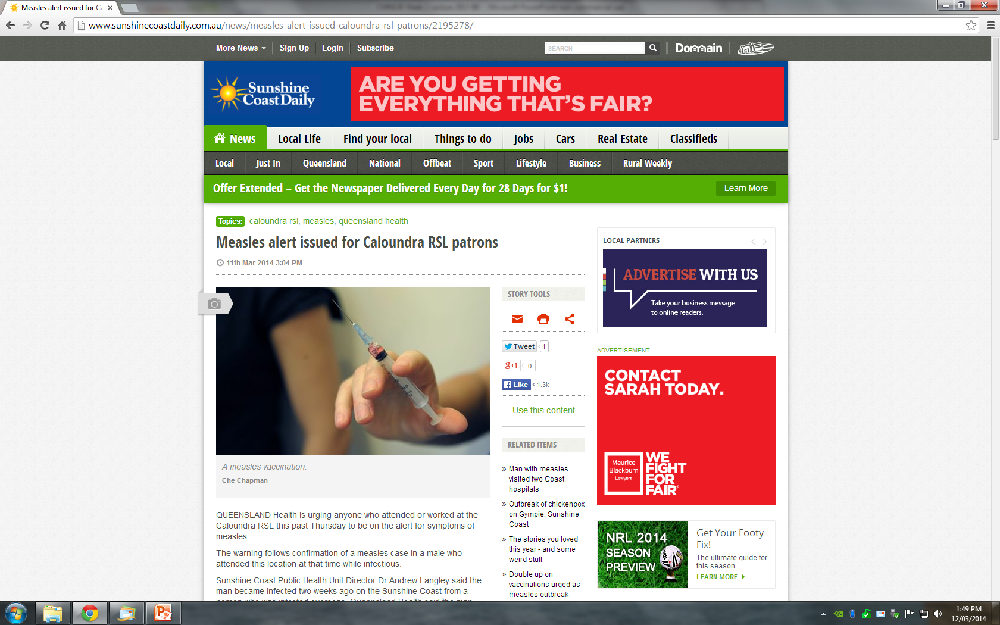 Measles alert issued for Ca
www.sunshinecoastdaily.com.au/news/measles-alert-issued-caloundra-rsl-patrons/2195278/
More News
Sign Up
Login
Subscribe
SEARCH
Domain
Sunshine
CoastDaily
ARE YOU GETTING
EVERYTHING THAT'S FAIR?
News
Local Life
Find your local
Things to do
Jobs
Cars
Real Estate
Classifieds
Local
Just In
Queensland
National
Offbeat
Sport
Lifestyle
Business
Rural Weekly
Offer Extended – Get the Newspaper Delivered Every Day for 28 Days for $1!
Learn More
Topics: caloundra rsl, measles, queensland health
Measles alert issued for Caloundra RSL patrons
11th Mar 2014 3:04 PM
A measles vaccination.
Che Chapman
QUEENSLAND Health is urging anyone who attended or worked at the
Caloundra RSL this past Thursday to be on the alert for symptoms of
measles.
The warning follows confirmation of a measles case in a male who
attended this location at that time while infectious.
Sunshine Coast Public Health Unit Director Dr Andrew Langley said the
man became infected two weeks ago on the Sunshine Coast from a
person who was infected overseas. Queensland Health said the man
STORY TOOLS
Tweet 1
g+1 0
Like 1.3k
Use this content
RELATED ITEMS
» Man with measles
visited two Coast
hospitals
» Outbreak of chickenpox
on Gympie, Sunshine
Coast
» The stories you loved
this year - and some
weird stuff
» Double up on
vaccinations urged as
measles outbreak
LOCAL PARTNERS
ADVERTISE WITH US
Take your business message
to online readers.
ADVERTISEMENT
CONTACT
SARAH TODAY.
Maurice
Blackburn
Lawyers
WE
FIGHT
FOR
FAIR
NRL 2014
SEASON
PREVIEW
Get Your Footy
Fix!
The ultimate guide for
this season.
LEARN MORE
1:49 PM
12/03/2014